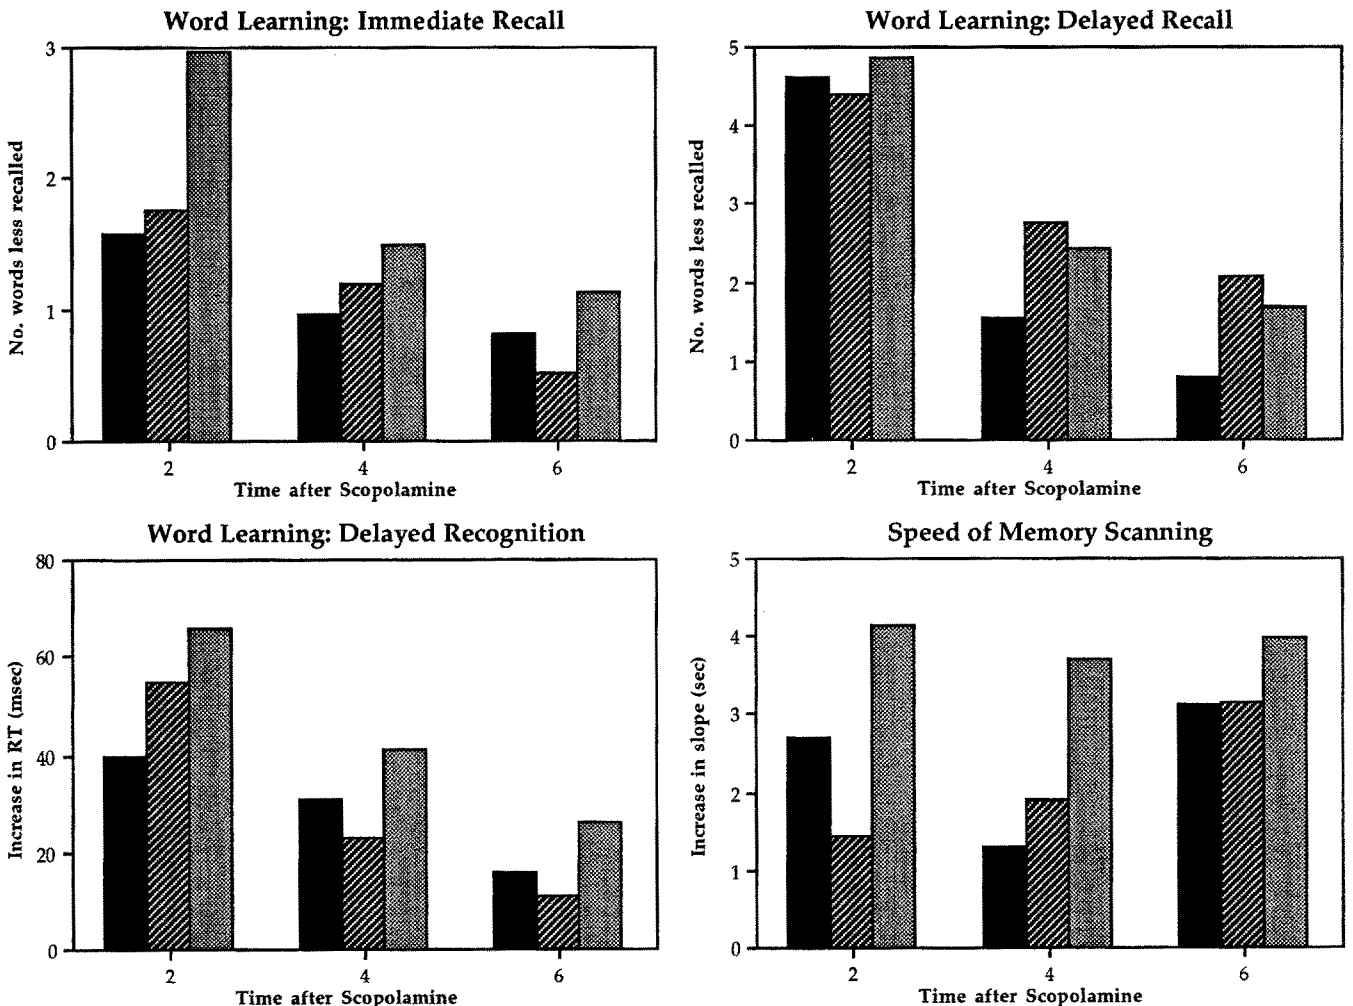 Word Learning: Immediate Recall
No. words less recalled
3
2
1
0
2 4 6
Time after Scopolamine
Word Learning: Delayed Recall
No. words less recalled
5
4
3
2
1
0
2 4 6
Time after Scopolamine
Word Learning: Delayed Recognition
Increase in RT (msec)
80
60
40
20
0
2 4 6
Time after Scopolamine
Speed of Memory Scanning
Increase in slope (sec)
5
4
3
2
1
0
2 4 6
Time after Scopolamine